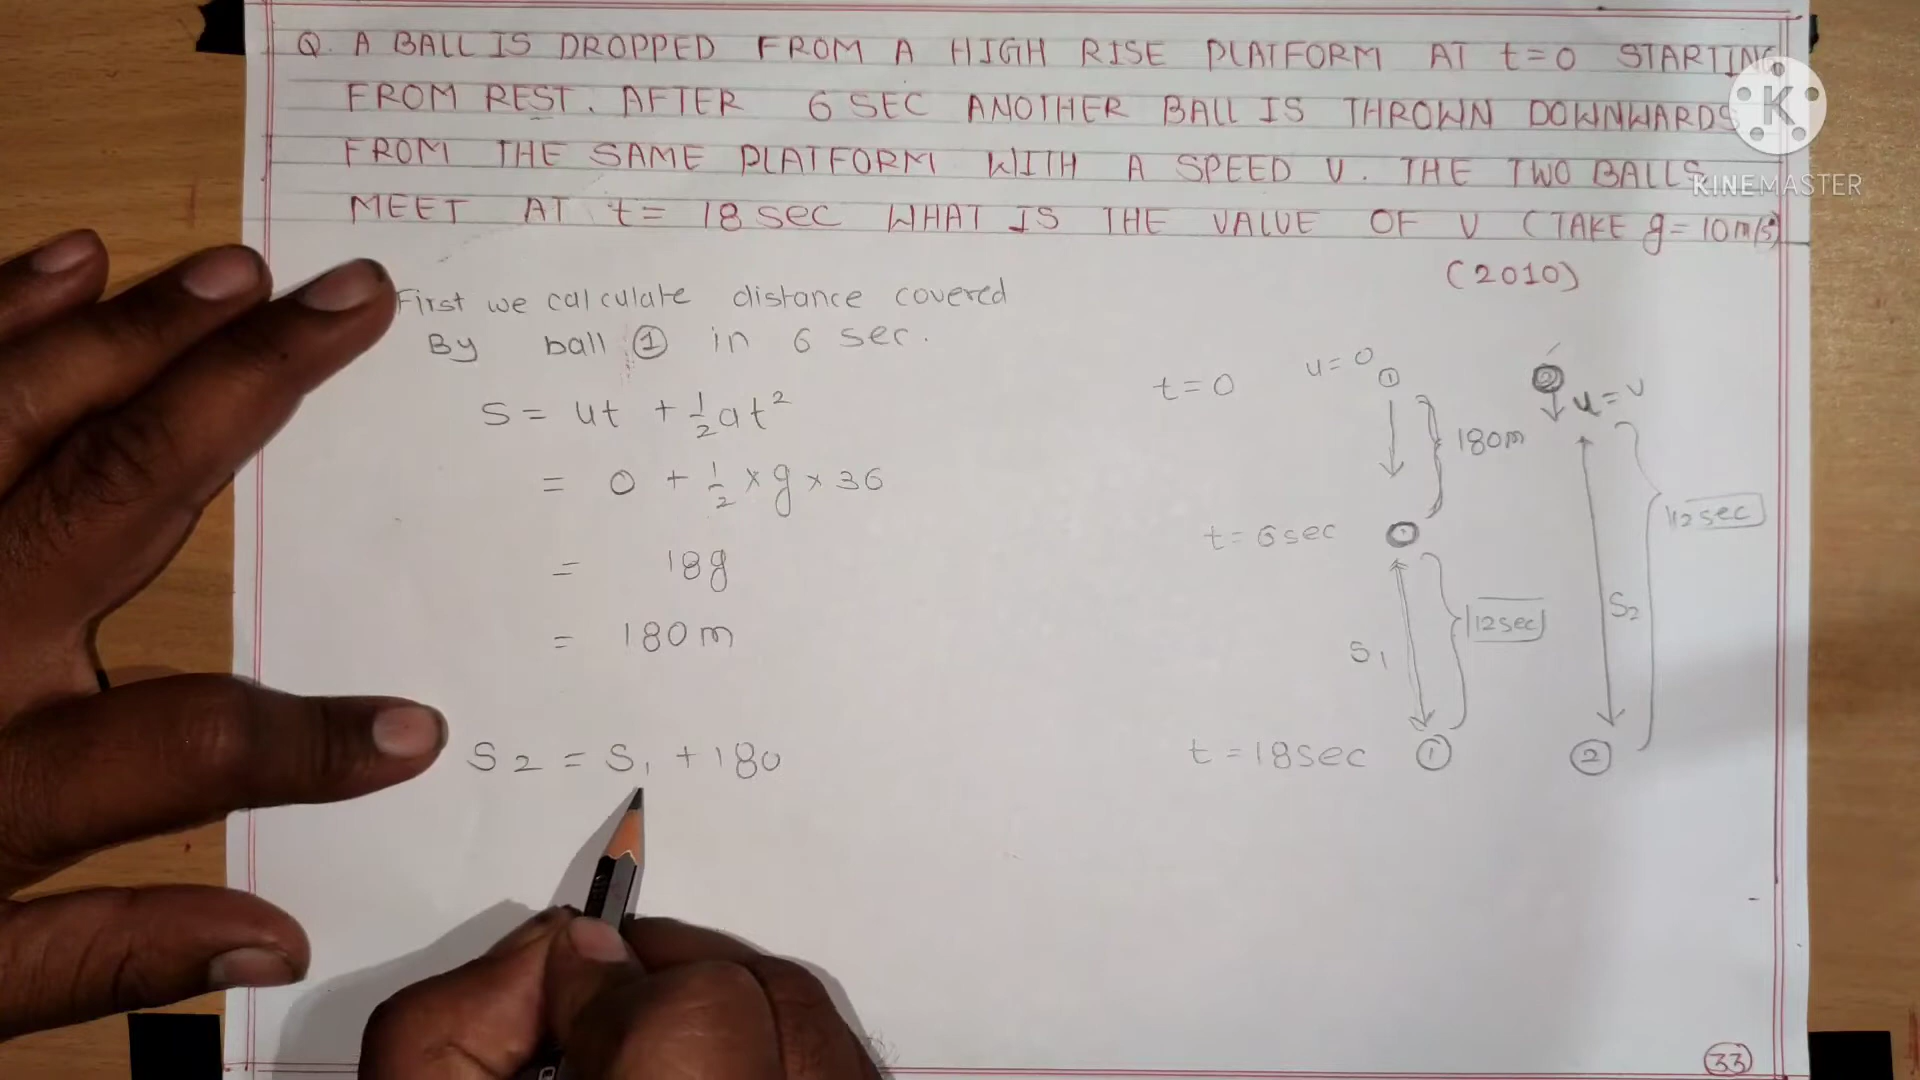 Q. A BALL IS DROPPED FROM A HIGH RISE PLATFORM AT t=0 STARTING
FROM REST. AFTER 6 SEC ANOTHER BALL IS THROWN DOWNWARDS
FROM THE SAME PLATFORM WITH A SPEED V. THE TWO BALLS
MEET AT t= 18 SEC WHAT IS THE VALUE OF V (TAKE g=10m/s²)
(2010)
K
KINEMASTER
First we calculate distance covered
By ball ① in 6 sec.
S = ut + 1/2 at²
= 0 + 1/2 × g × 36
= 18g
= 180m
S2 = S1 + 180
t=0 u=0 ① ② u=v
180m
12sec
t=6sec
12sec
S1
S2
t=18sec ① ②
33